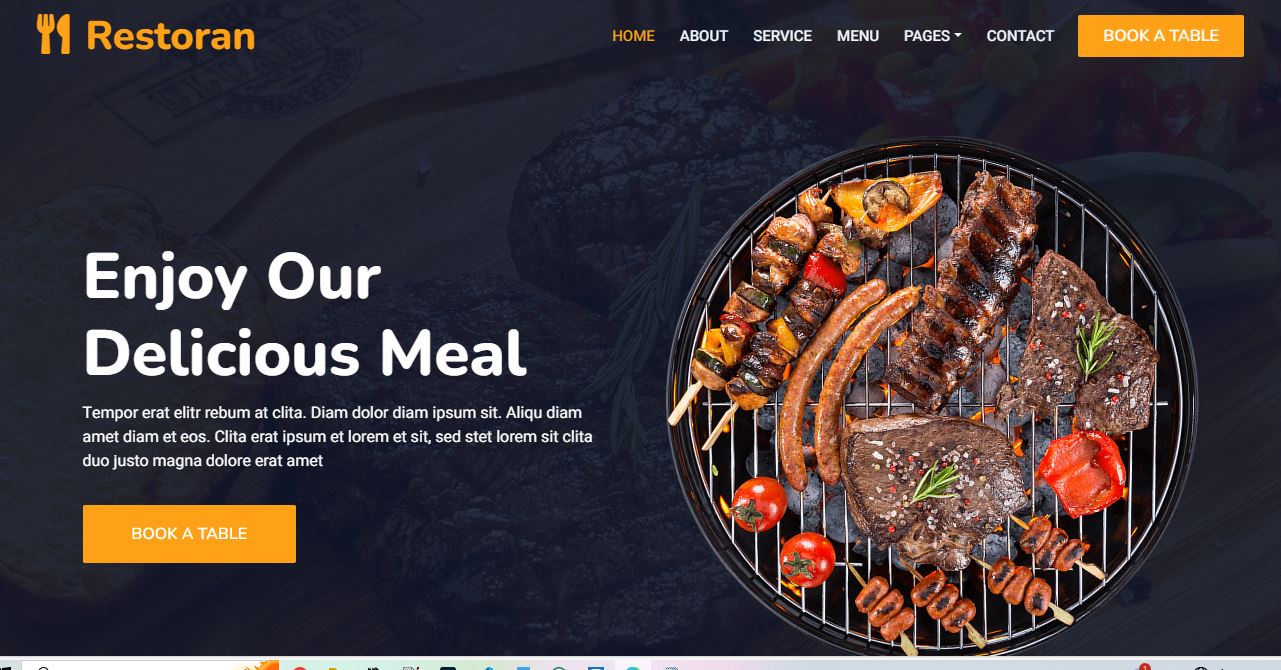 Restoran
HOME ABOUT SERVICE MENU PAGES CONTACT BOOK A TABLE
Enjoy Our
Delicious Meal
Tempor erat elitr rebum at clita. Diam dolor diam ipsum sit. Aliqu diam
amet diam et eos. Clita erat ipsum et lorem et sit, sed stet lorem sit clita
duo justo magna dolore erat amet
BOOK A TABLE